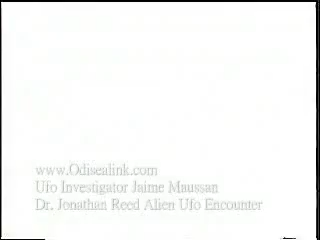 www.Odisealink.com
Ufo Investigator Jaime Maussan
Dr. Jonathan Reed Alien Ufo Encounter